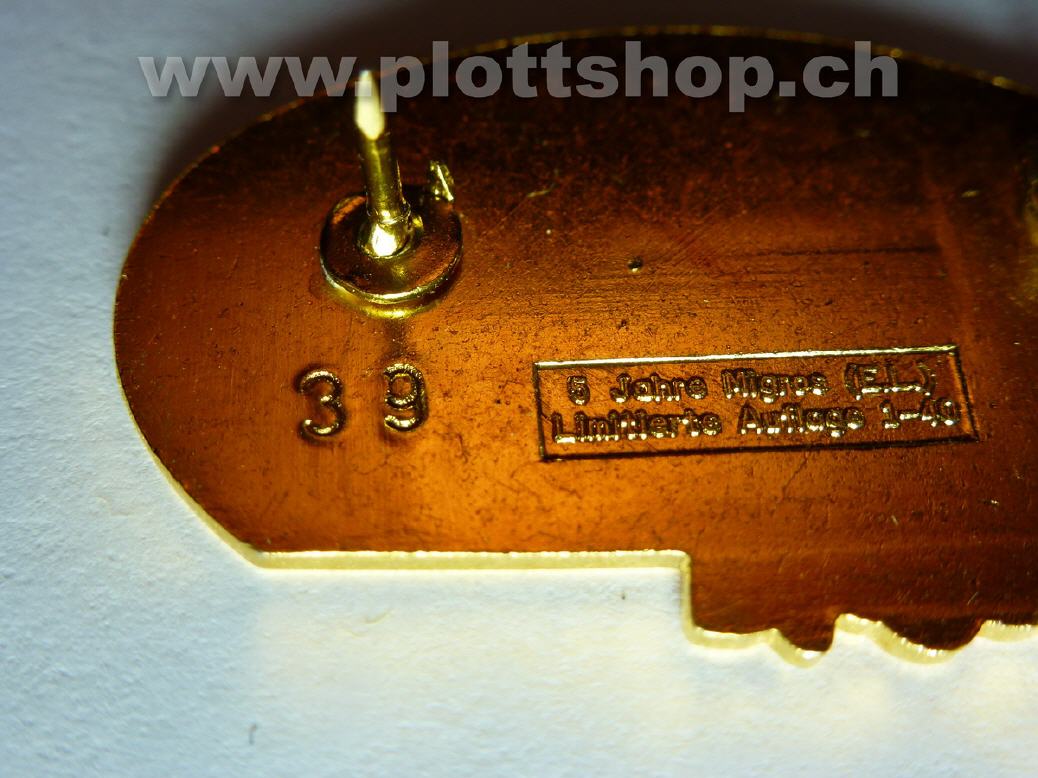 www.plottshop.ch
39
5 Jahre Migros (E.L.)
Limitierte Auflage 1-40